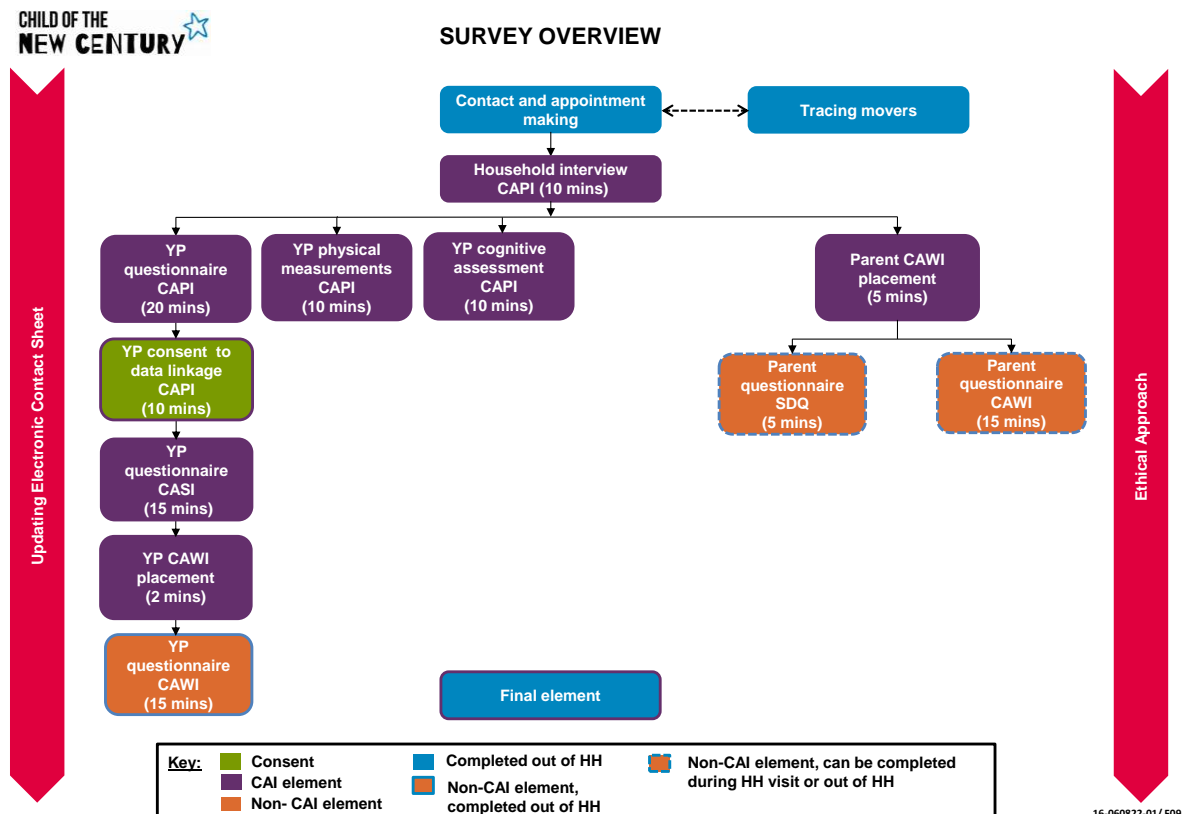 CHILD OF THE
NEW CENTURY
SURVEY OVERVIEW
Contact and appointment
making
Tracing movers
Household interview
CAPI (10 mins)
YP
questionnaire
CAPI
(20 mins)
YP physical
measurements
CAPI
(10 mins)
YP cognitive
assessment
CAPI
(10 mins)
Parent CAWI
placement
(5 mins)
YP consent to
data linkage
CAPI
(10 mins)
Parent
questionnaire
SDQ
(5 mins)
Parent
questionnaire
CAWI
(15 mins)
YP
questionnaire
CASI
(15 mins)
YP CAWI
placement
(2 mins)
YP
questionnaire
CAWI
(15 mins)
Final element
Updating Electronic Contact Sheet
Ethical Approach
Key:
Consent
CAI element
Non- CAI element
Completed out of HH
Non-CAI element,
completed out of HH
Non-CAI element, can be completed
during HH visit or out of HH